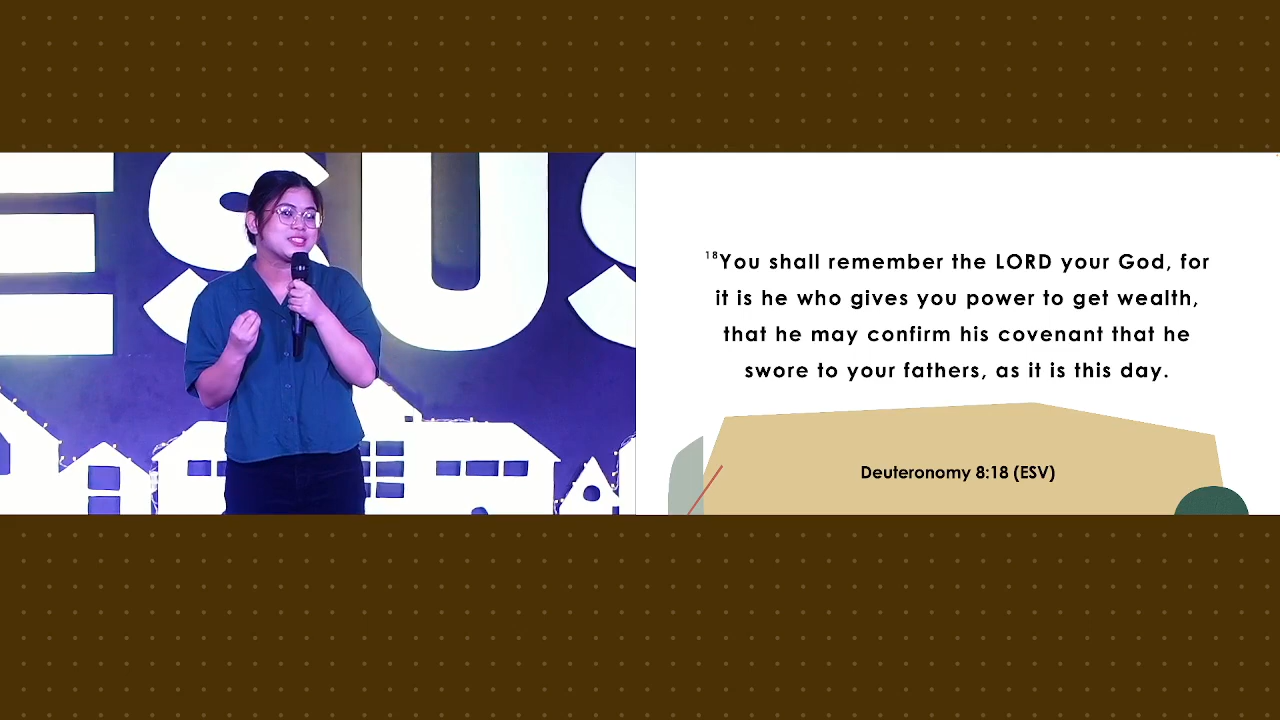 ESUS
¹⁸You shall remember the LORD your God, for
it is he who gives you power to get wealth,
that he may confirm his covenant that he
swore to your fathers, as it is this day.
Deuteronomy 8:18 (ESV)